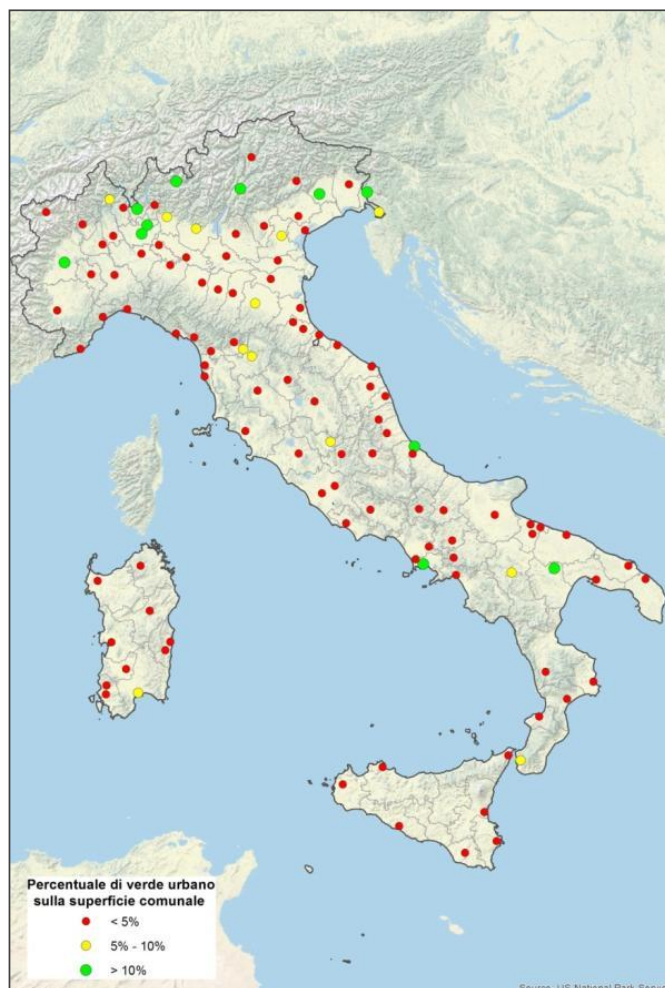 Percentuale di verde urbano
sulla superficie comunale
< 5%
5% - 10%
> 10%
Source: US National Park